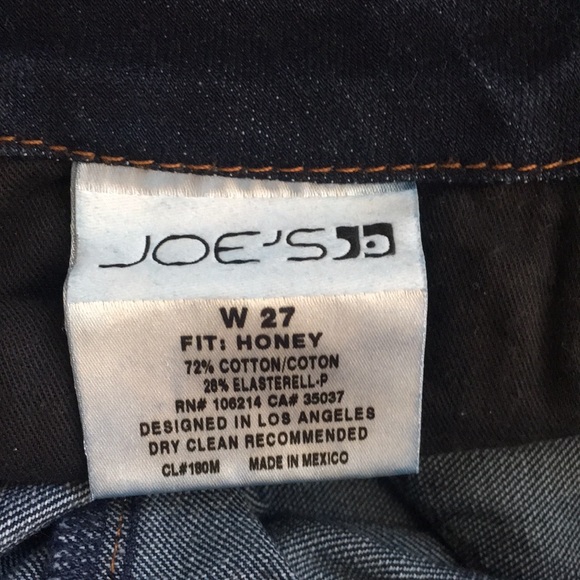 JOE'S
W 27
FIT: HONEY
72% COTTON/COTON
28% ELASTERELL-P
RN# 106214 CA# 35037
DESIGNED IN LOS ANGELES
DRY CLEAN RECOMMENDED
CL#180M MADE IN MEXICO